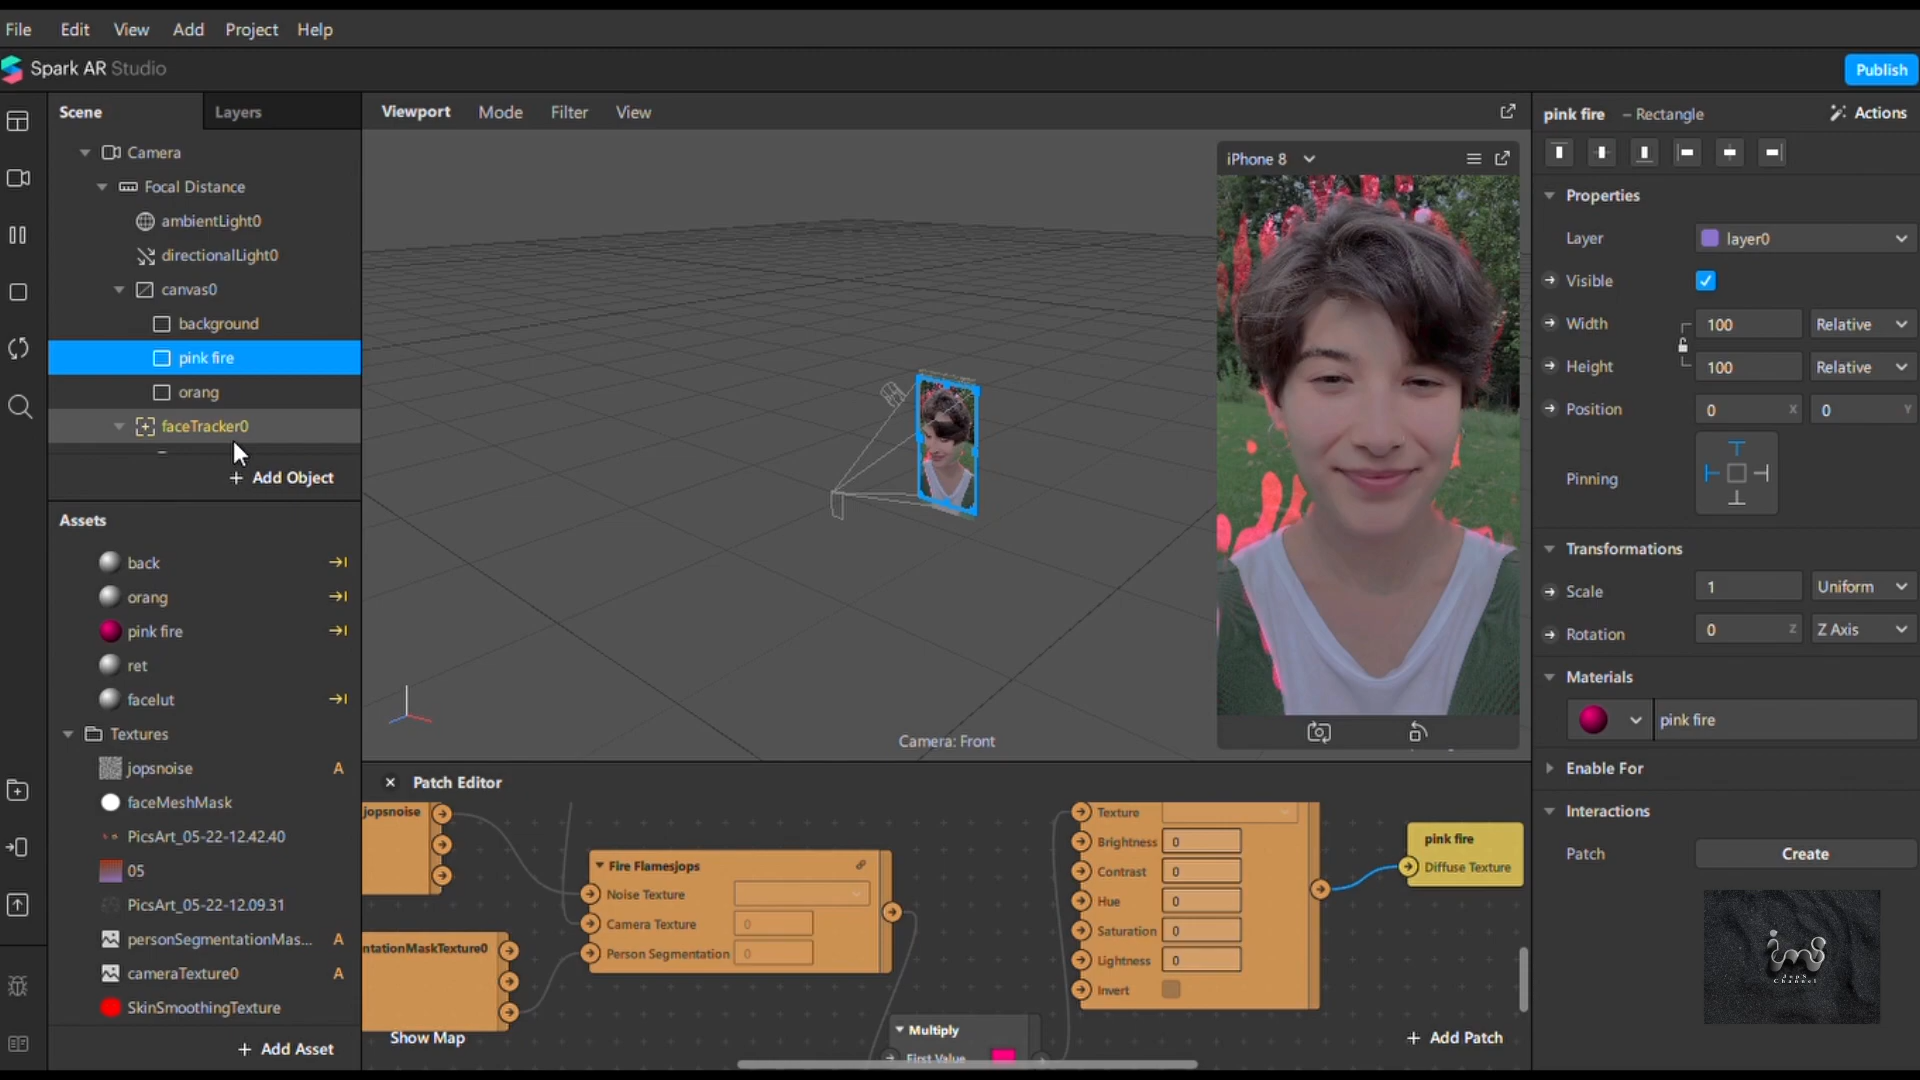 File Edit View Add Project Help
Spark AR Studio
Publish
Scene Layers
Camera
Focal Distance
ambientLight0
directionalLight0
canvas0
background
pink fire
orang
faceTracker0
+ Add Object
Assets
back
orang
pink fire
ret
facelut
Textures
jopsnoise A
faceMeshMask
PicsArt_05-22-12.42.40
05
PicsArt_05-22-12.09.31
personSegmentationMas... A
cameraTexture0 A
SkinSmoothingTexture
+ Add Asset
Viewport Mode Filter View
iPhone 8
Camera: Front
Patch Editor
jopsnoise
ntationMaskTexture0
Show Map
Fire Flamesjops
Noise Texture
Camera Texture 0
Person Segmentation 0
Multiply
First Value
Texture
Brightness 0
Contrast 0
Hue 0
Saturation 0
Lightness 0
Invert
pink fire
Diffuse Texture
+ Add Patch
pink fire – Rectangle
Actions
Properties
Layer layer0
Visible
Width 100 Relative
Height 100 Relative
Position 0 X 0 Y
Pinning
Transformations
Scale 1 Uniform
Rotation 0 Z Z Axis
Materials
pink fire
Enable For
Interactions
Patch Create
JopS
Channel